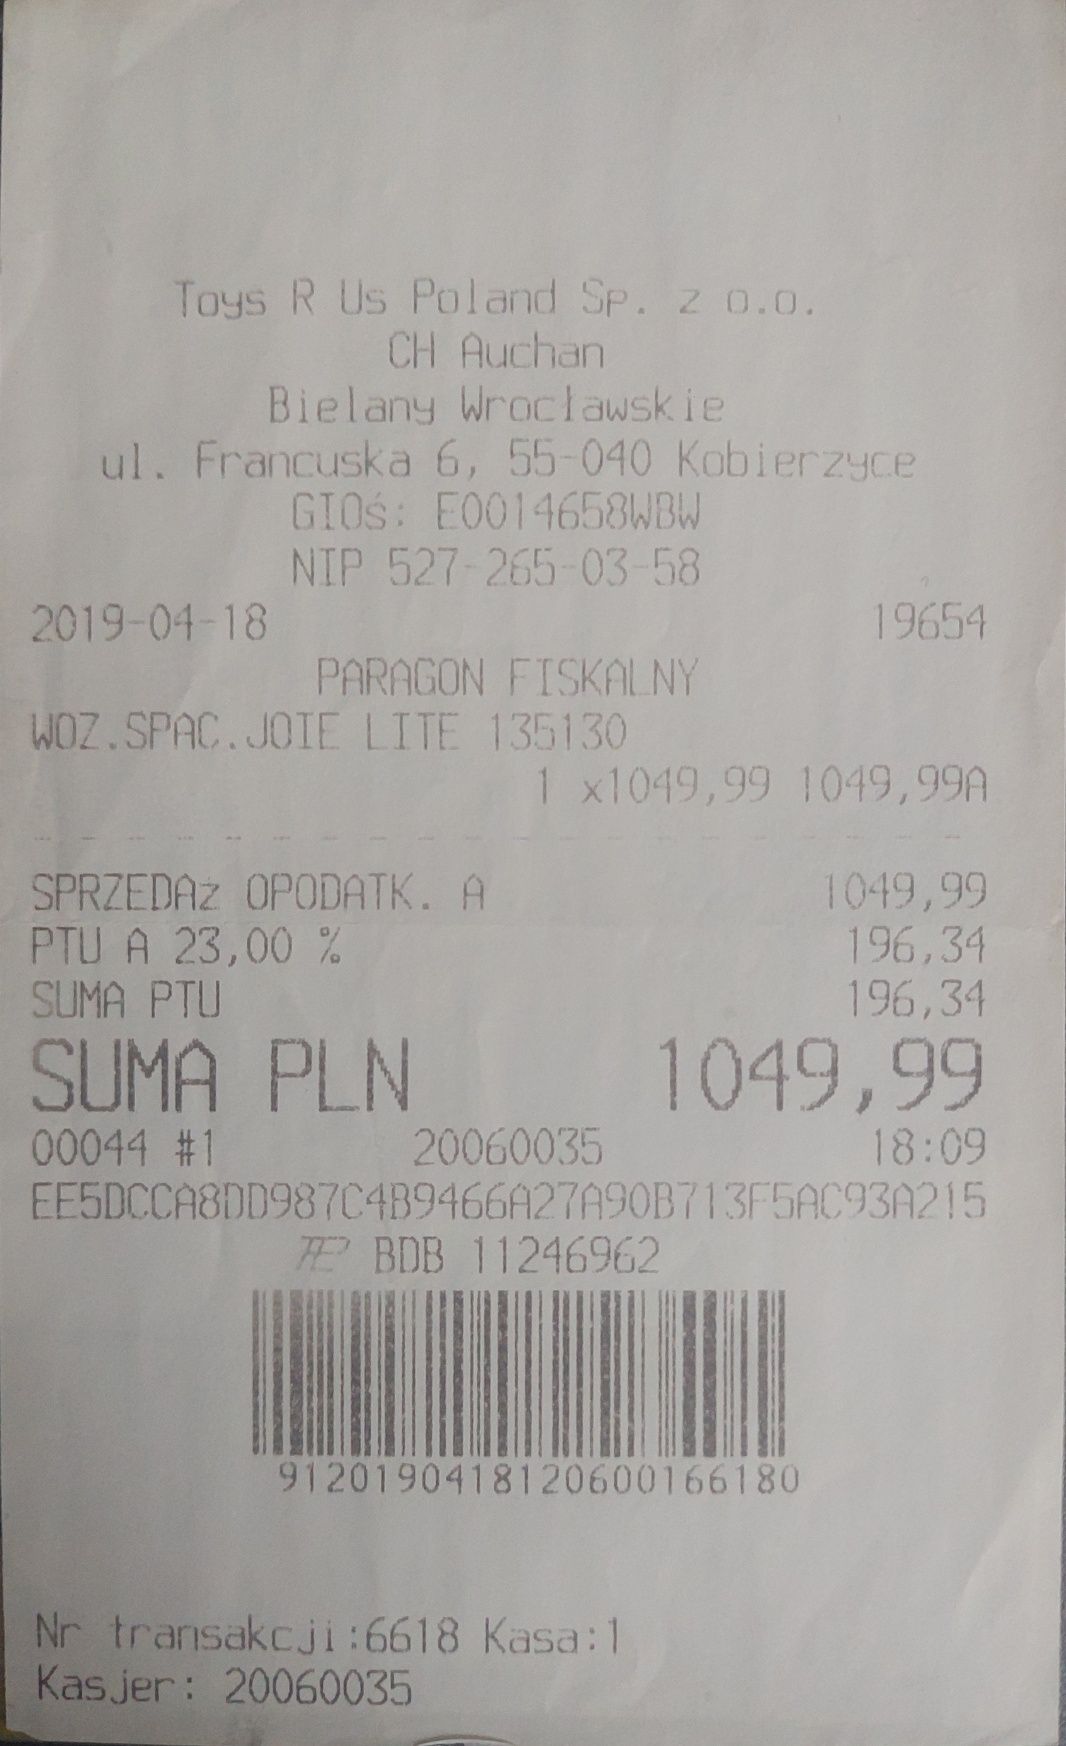 Toys R Us Poland Sp. z o.o.
CH Auchan
Bielany Wrocławskie
ul. Francuska 6, 55-040 Kobierzyce
GIOś: E0014658WBW
NIP 527-265-03-58
2019-04-18 19654
PARAGON FISKALNY
WOZ.SPAC.JOIE LITE 135130
1 x1049,99 1049,99A
SPRZEDAż OPODATK. A 1049,99
PTU A 23,00 % 196,34
SUMA PTU 196,34
SUMA PLN 1049,99
00044 #1 20060035 18:09
EE5DCCA8DD987C4B9466A27A90B713F5AC93A215
BDB 11246962
9120190418120600166180
Nr transakcji:6618 Kasa:1
Kasjer: 20060035